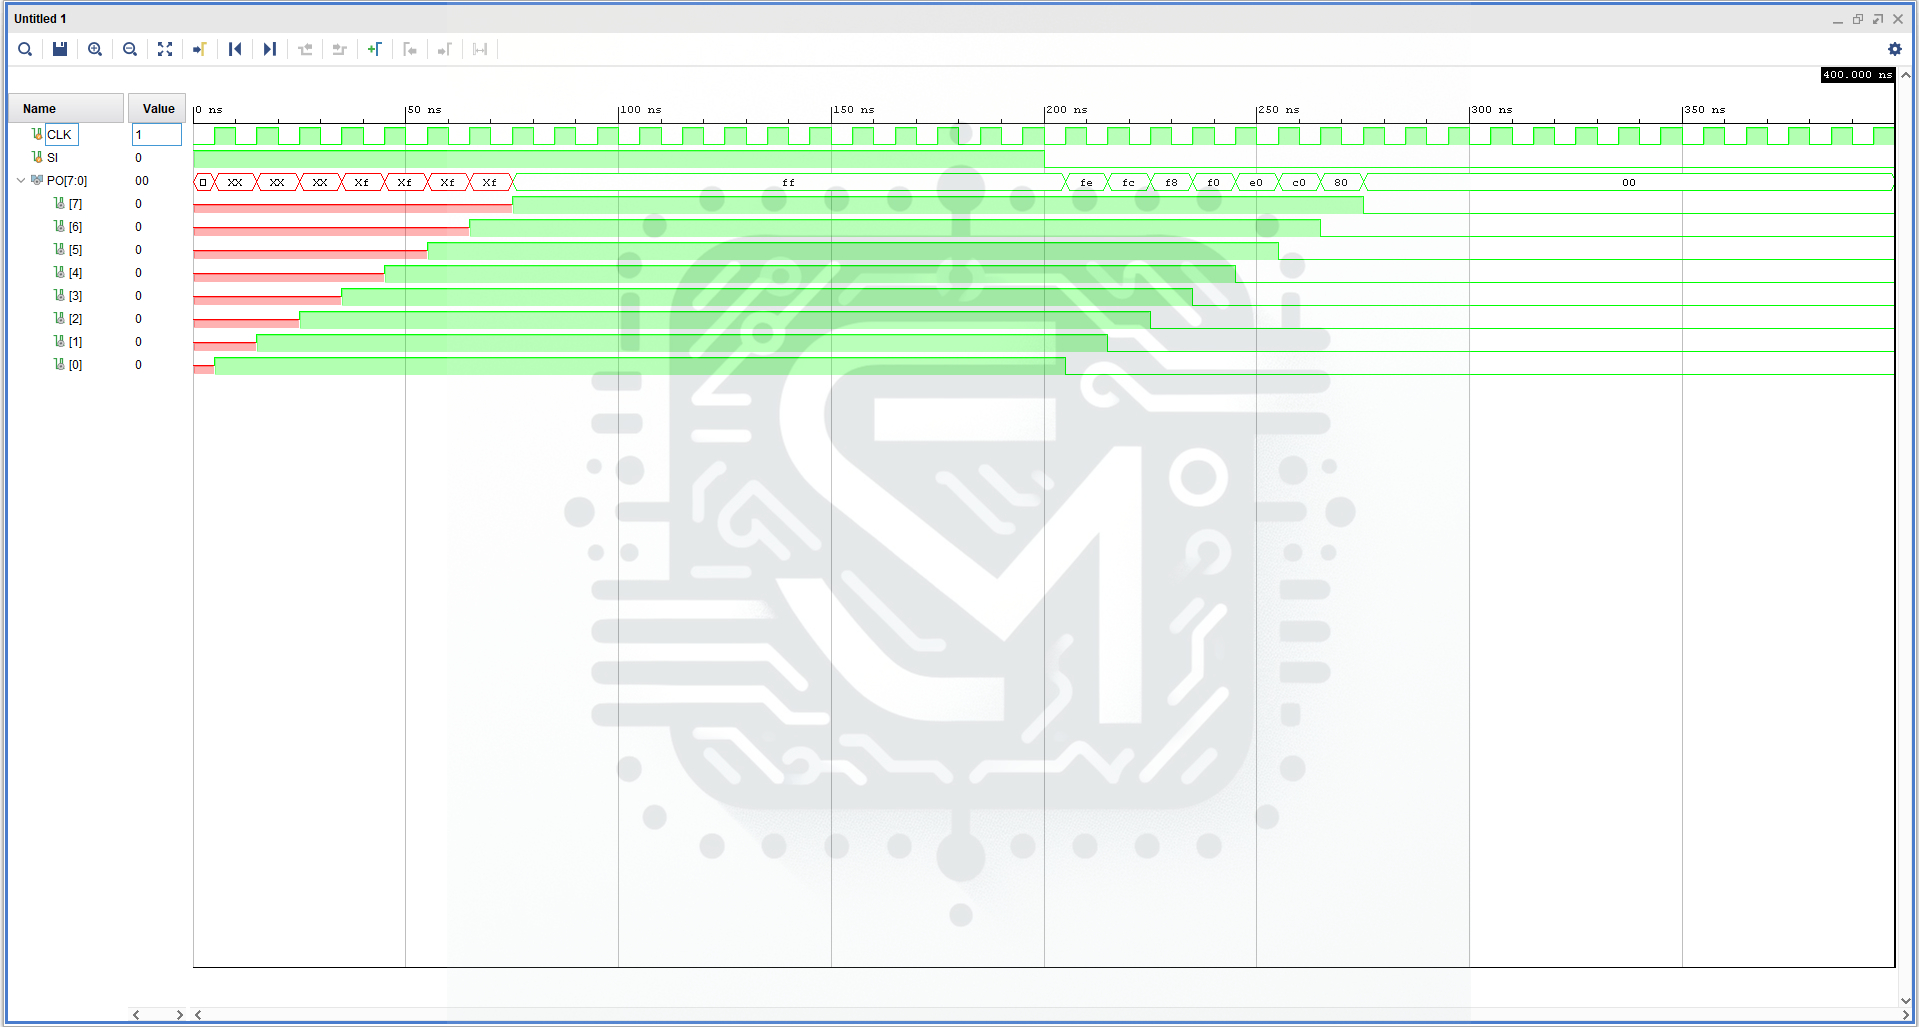 Untitled 1
400.000 ns
Name Value 0 ns 50 ns 100 ns 150 ns 200 ns 250 ns 300 ns 350 ns
CLK 1
SI 0
PO[7:0] 00 XX XX XX Xf Xf Xf Xf ff fe fc f8 f0 e0 c0 80 00
[7] 0
[6] 0
[5] 0
[4] 0
[3] 0
[2] 0
[1] 0
[0] 0